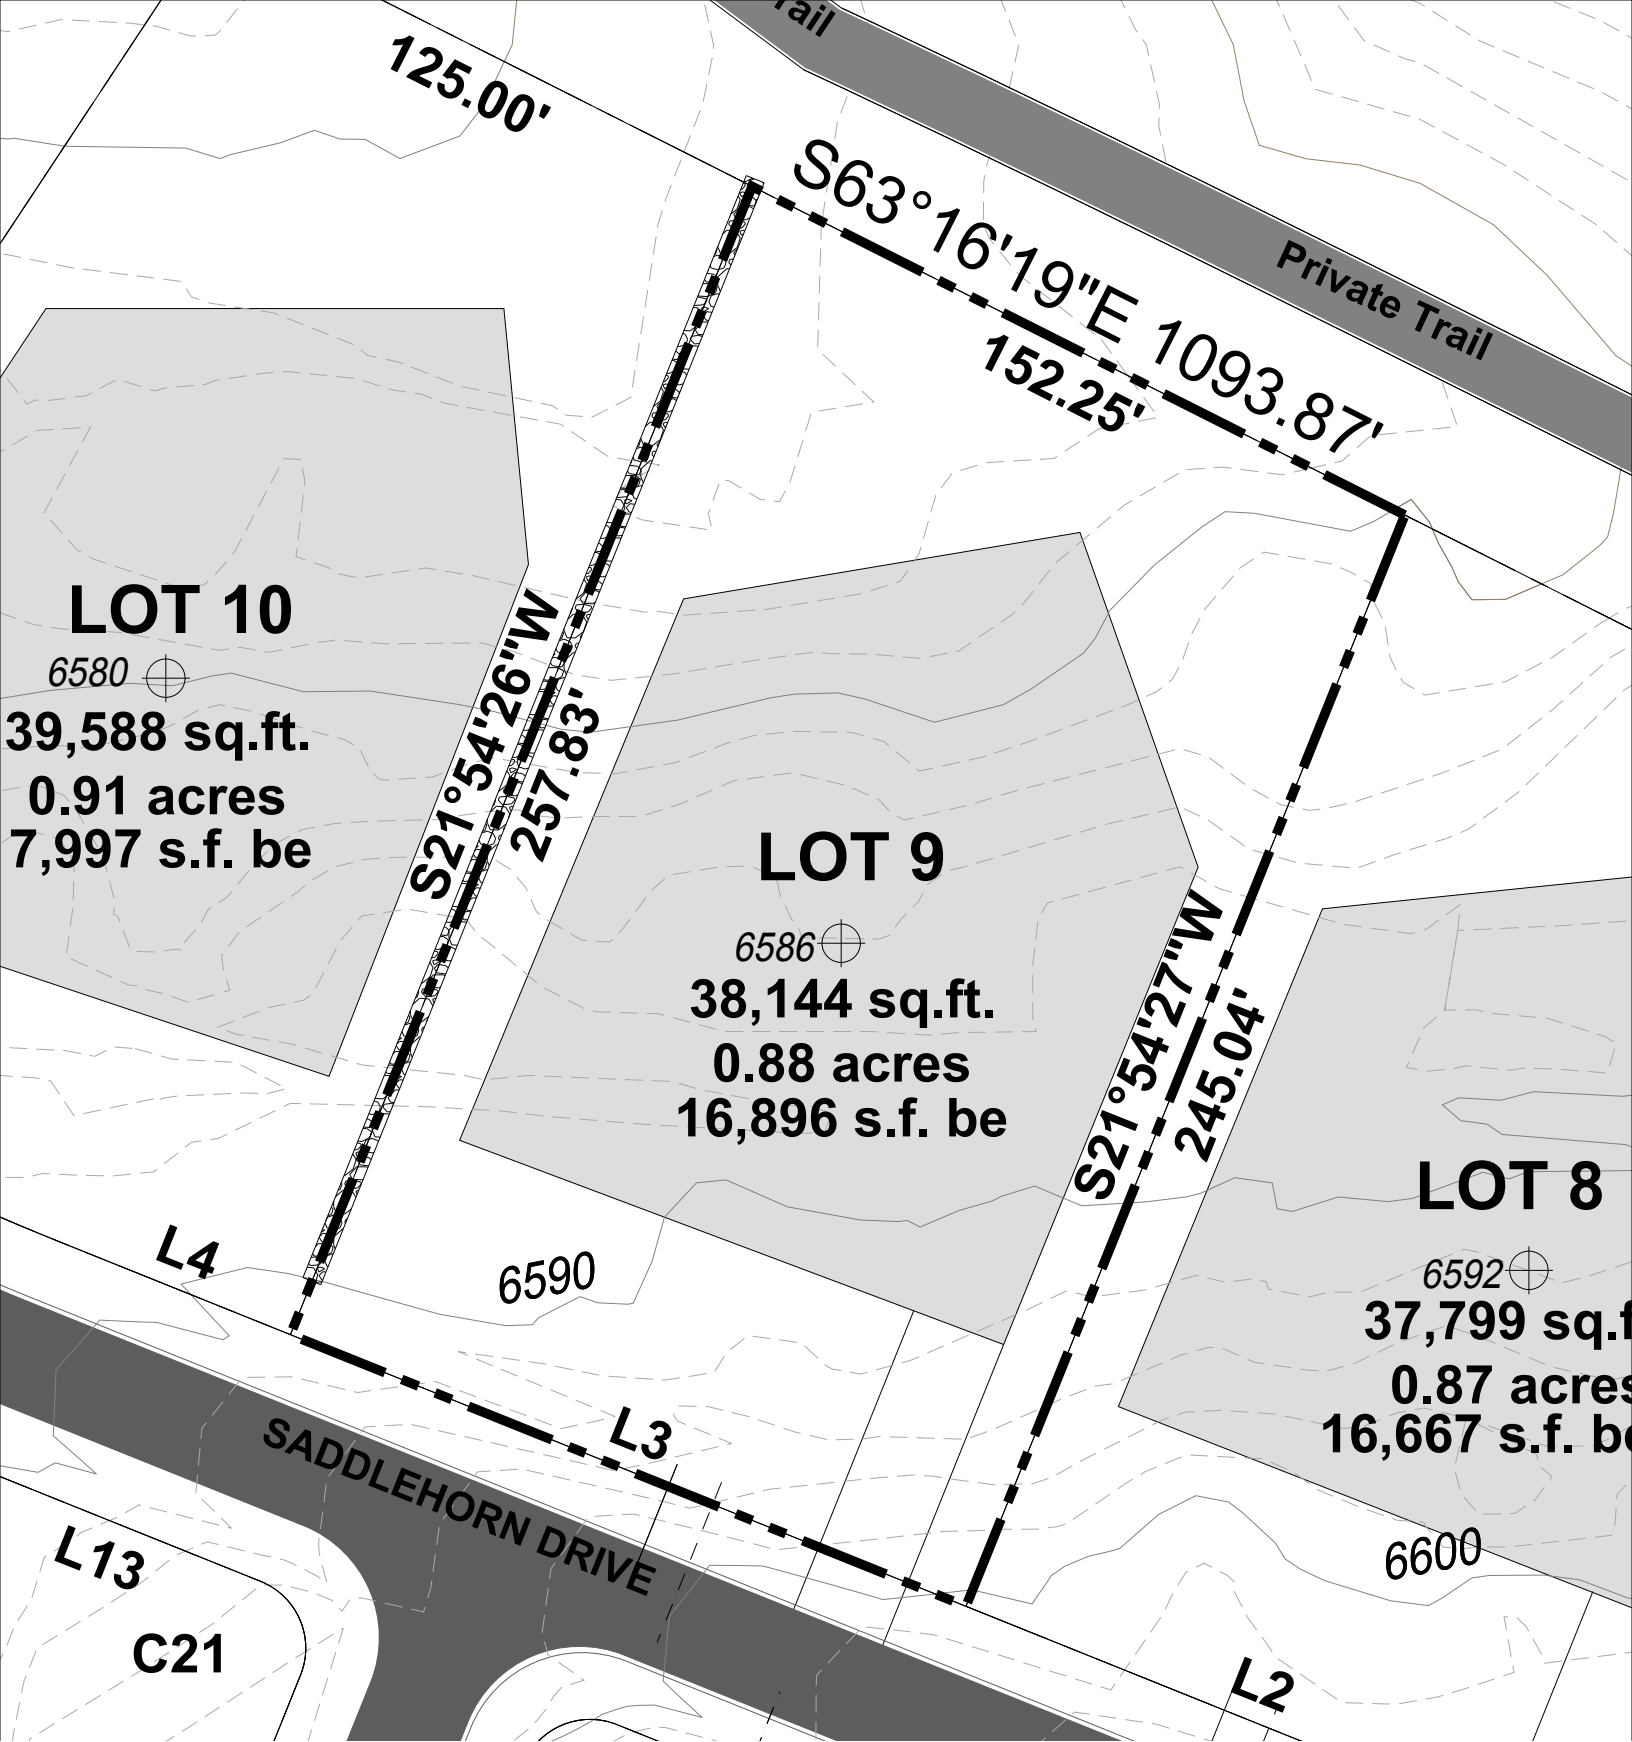 rail
125.00'
S63°16'19"E 1093.87'
152.25'
Private Trail
LOT 10
6580
39,588 sq.ft.
0.91 acres
7,997 s.f. be
S21°54'26"W
257.83'
LOT 9
6586
38,144 sq.ft.
0.88 acres
16,896 s.f. be
S21°54'27"W
245.04'
LOT 8
6592
37,799 sq.f
0.87 acres
16,667 s.f. be
L4
6590
L3
SADDLEHORN DRIVE
6600
L13
C21
L2